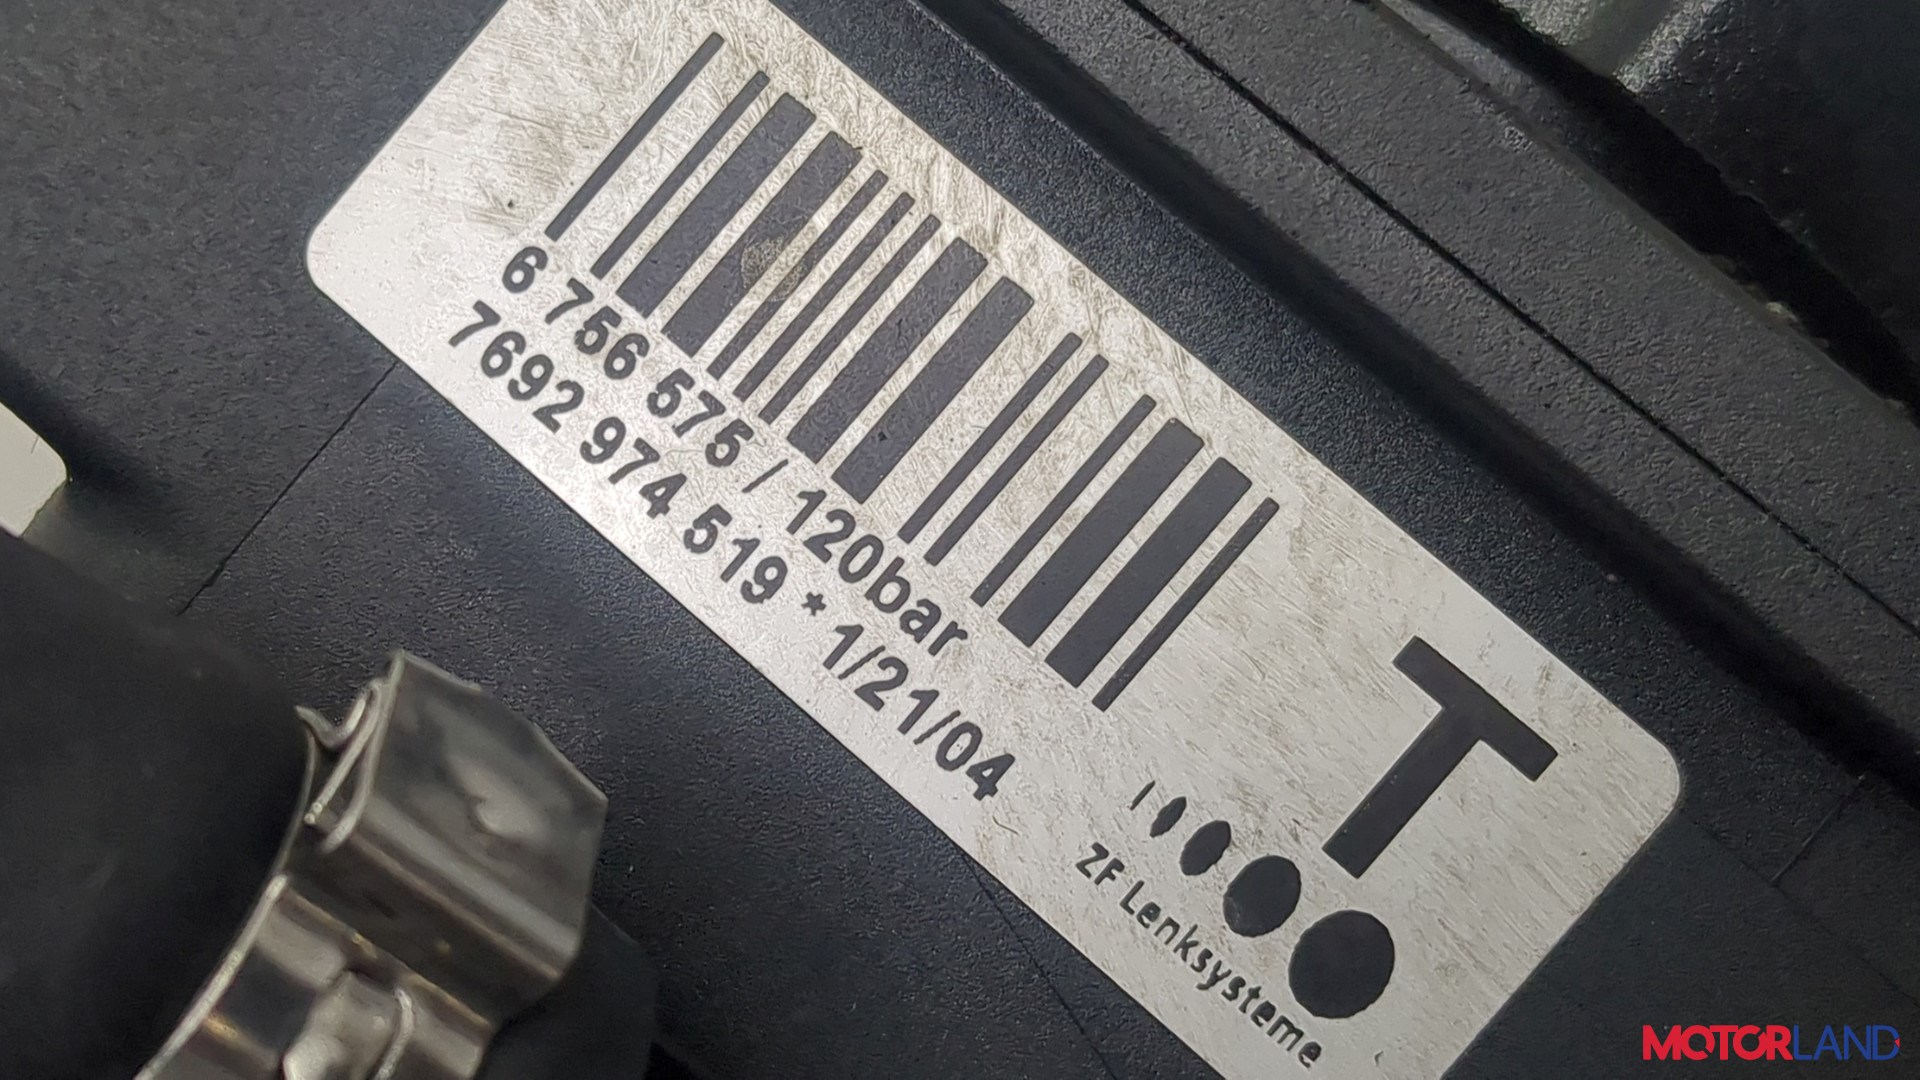 6 756 575 / 120bar
7692 974 519 * 1/21/04
T
ZF Lenksysteme
MOTORLAND